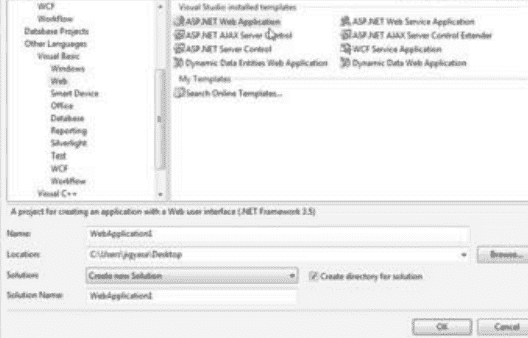 WCF
Workflow
Database Projects
Other Languages
Visual Basic
Windows
Web
Smart Device
Office
Database
Reporting
Silverlight
Test
WCF
Workflow
Visual C++
Visual Studio installed templates
ASP.NET Web Application
ASP.NET AJAX Server Control
ASP.NET Server Control
Dynamic Data Entities Web Application
ASP.NET Web Service Application
ASP.NET AJAX Server Control Extender
WCF Service Application
Dynamic Data Web Application
My Templates
Search Online Templates...
A project for creating an application with a Web user interface (.NET Framework 3.5)
Name: WebApplication1
Location: C:\Users\jigyasa\Desktop Browse...
Solution: Create new Solution Create directory for solution
Solution Name: WebApplication1
OK Cancel